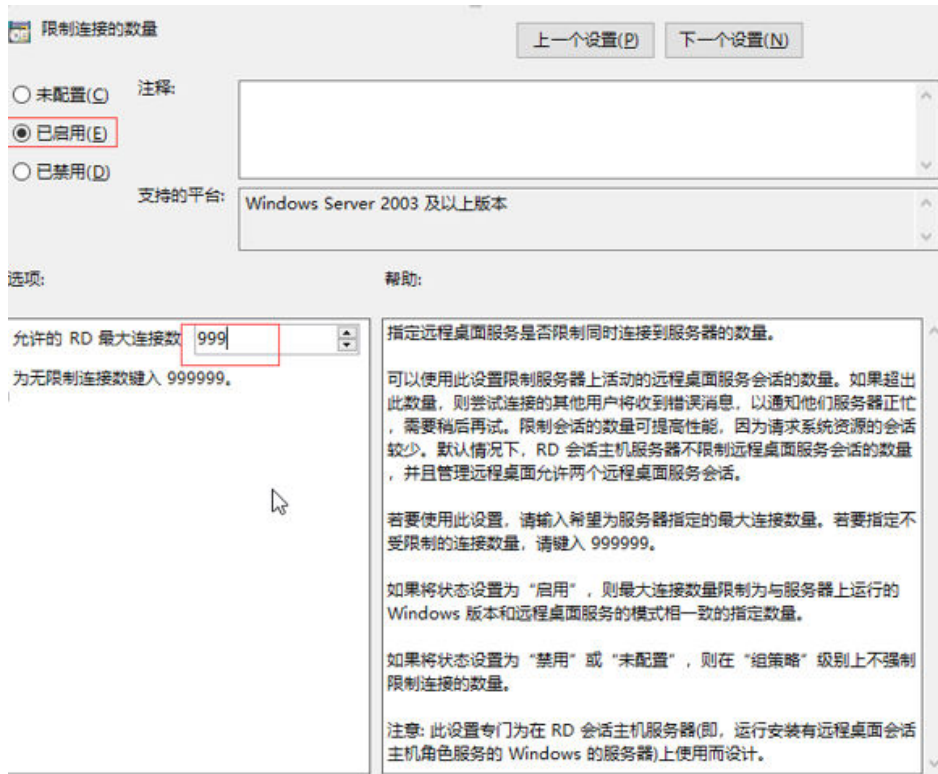 限制连接的数量
上一个设置(P)
下一个设置(N)
未配置(C)
注释:
已启用(E)
已禁用(D)
支持的平台:
Windows Server 2003 及以上版本
选项:
帮助:
允许的 RD 最大连接数
999
为无限制连接数键入 999999。
指定远程桌面服务是否限制同时连接到服务器的数量。
可以使用此设置限制服务器上活动的远程桌面服务会话的数量。如果超出
此数量，则尝试连接的其他用户将收到错误消息，以通知他们服务器正忙
，需要稍后再试。限制会话的数量可提高性能，因为请求系统资源的会话
较少。默认情况下，RD 会话主机服务器不限制远程桌面服务会话的数量
，并且管理远程桌面允许两个远程桌面服务会话。
若要使用此设置，请输入希望为服务器指定的最大连接数量。若要指定不
受限制的连接数量，请键入 999999。
如果将状态设置为“启用”，则最大连接数量限制为与服务器上运行的
Windows 版本和远程桌面服务的模式相一致的指定数量。
如果将状态设置为“禁用”或“未配置”，则在“组策略”级别上不强制
限制连接的数量。
注意: 此设置专门为在 RD 会话主机服务器(即，运行安装有远程桌面会话
主机角色服务的 Windows 的服务器)上使用而设计。